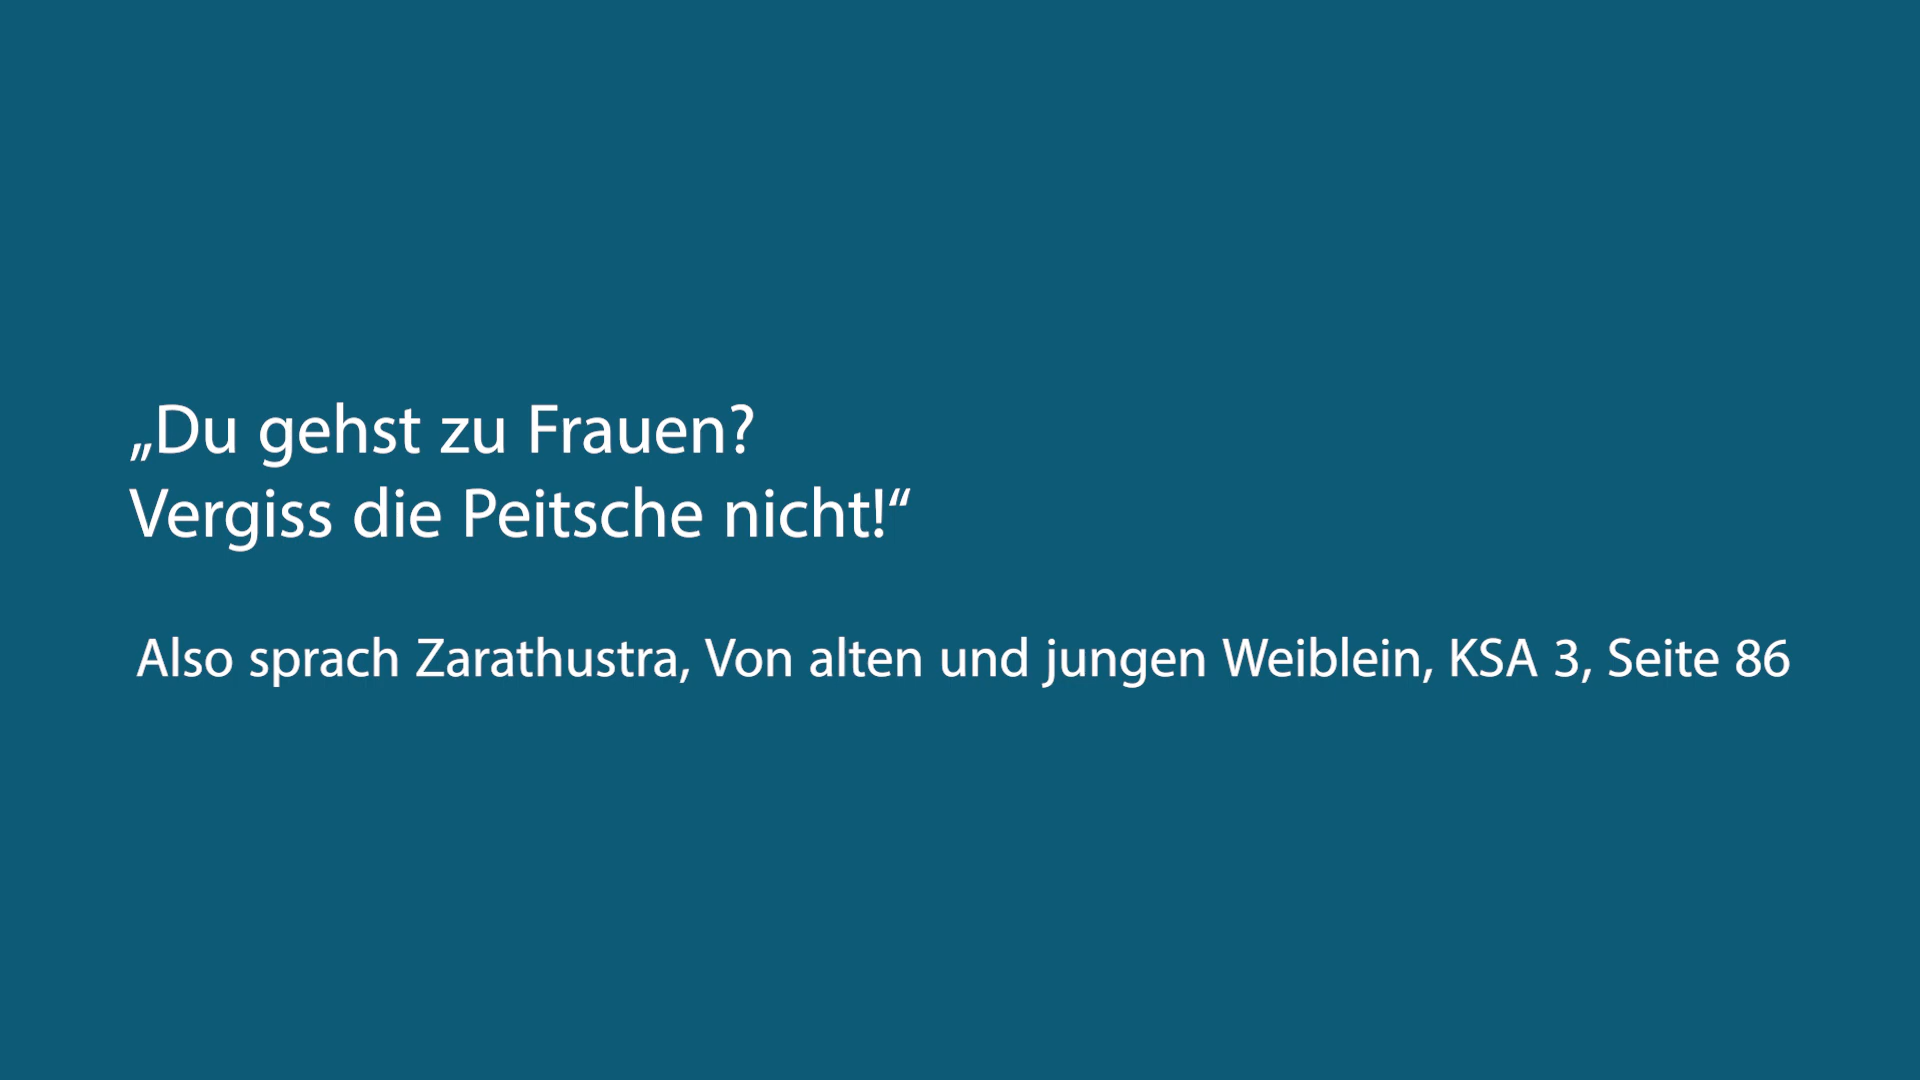 „Du gehst zu Frauen?
Vergiss die Peitsche nicht!“
Also sprach Zarathustra, Von alten und jungen Weiblein, KSA 3, Seite 86